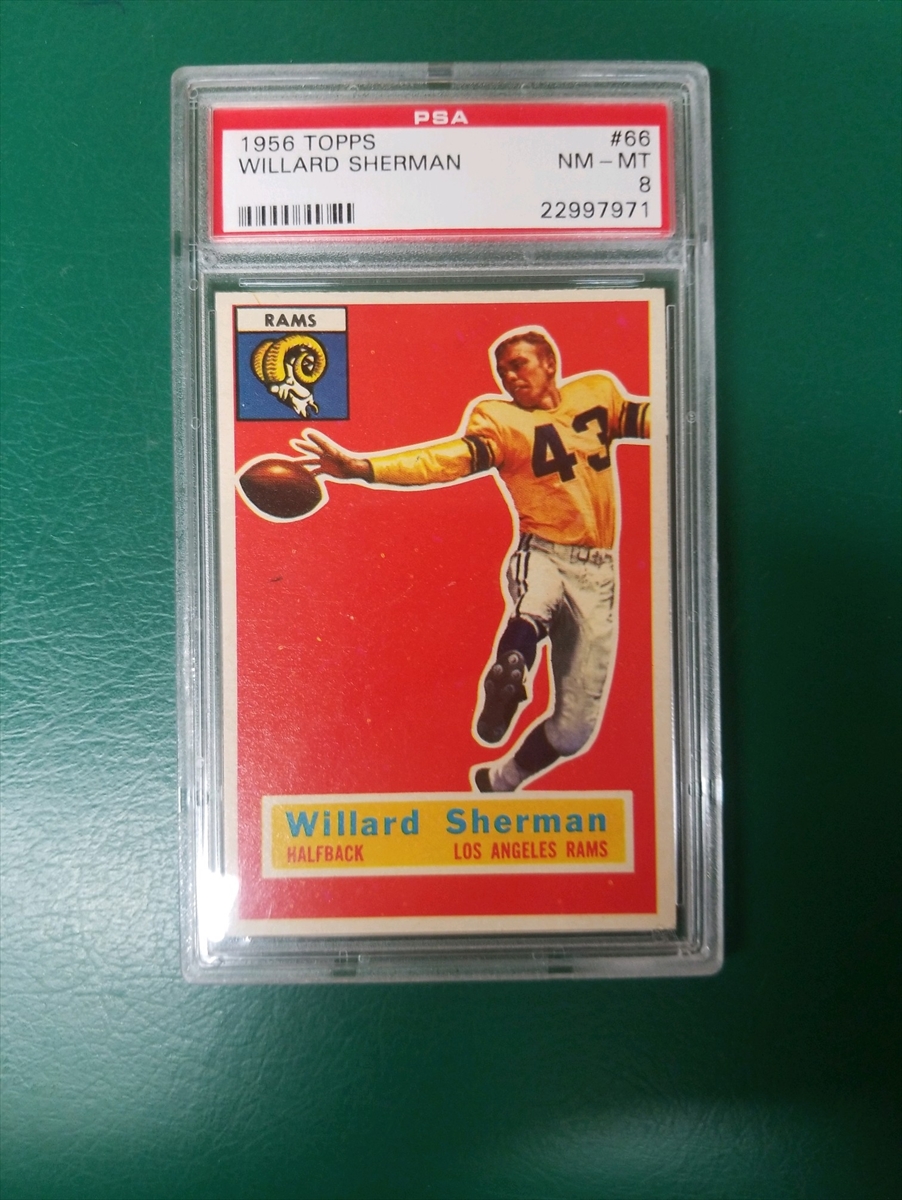 PSA
1956 TOPPS #66
WILLARD SHERMAN NM - MT
8
22997971
RAMS
43
Willard Sherman
HALFBACK LOS ANGELES RAMS